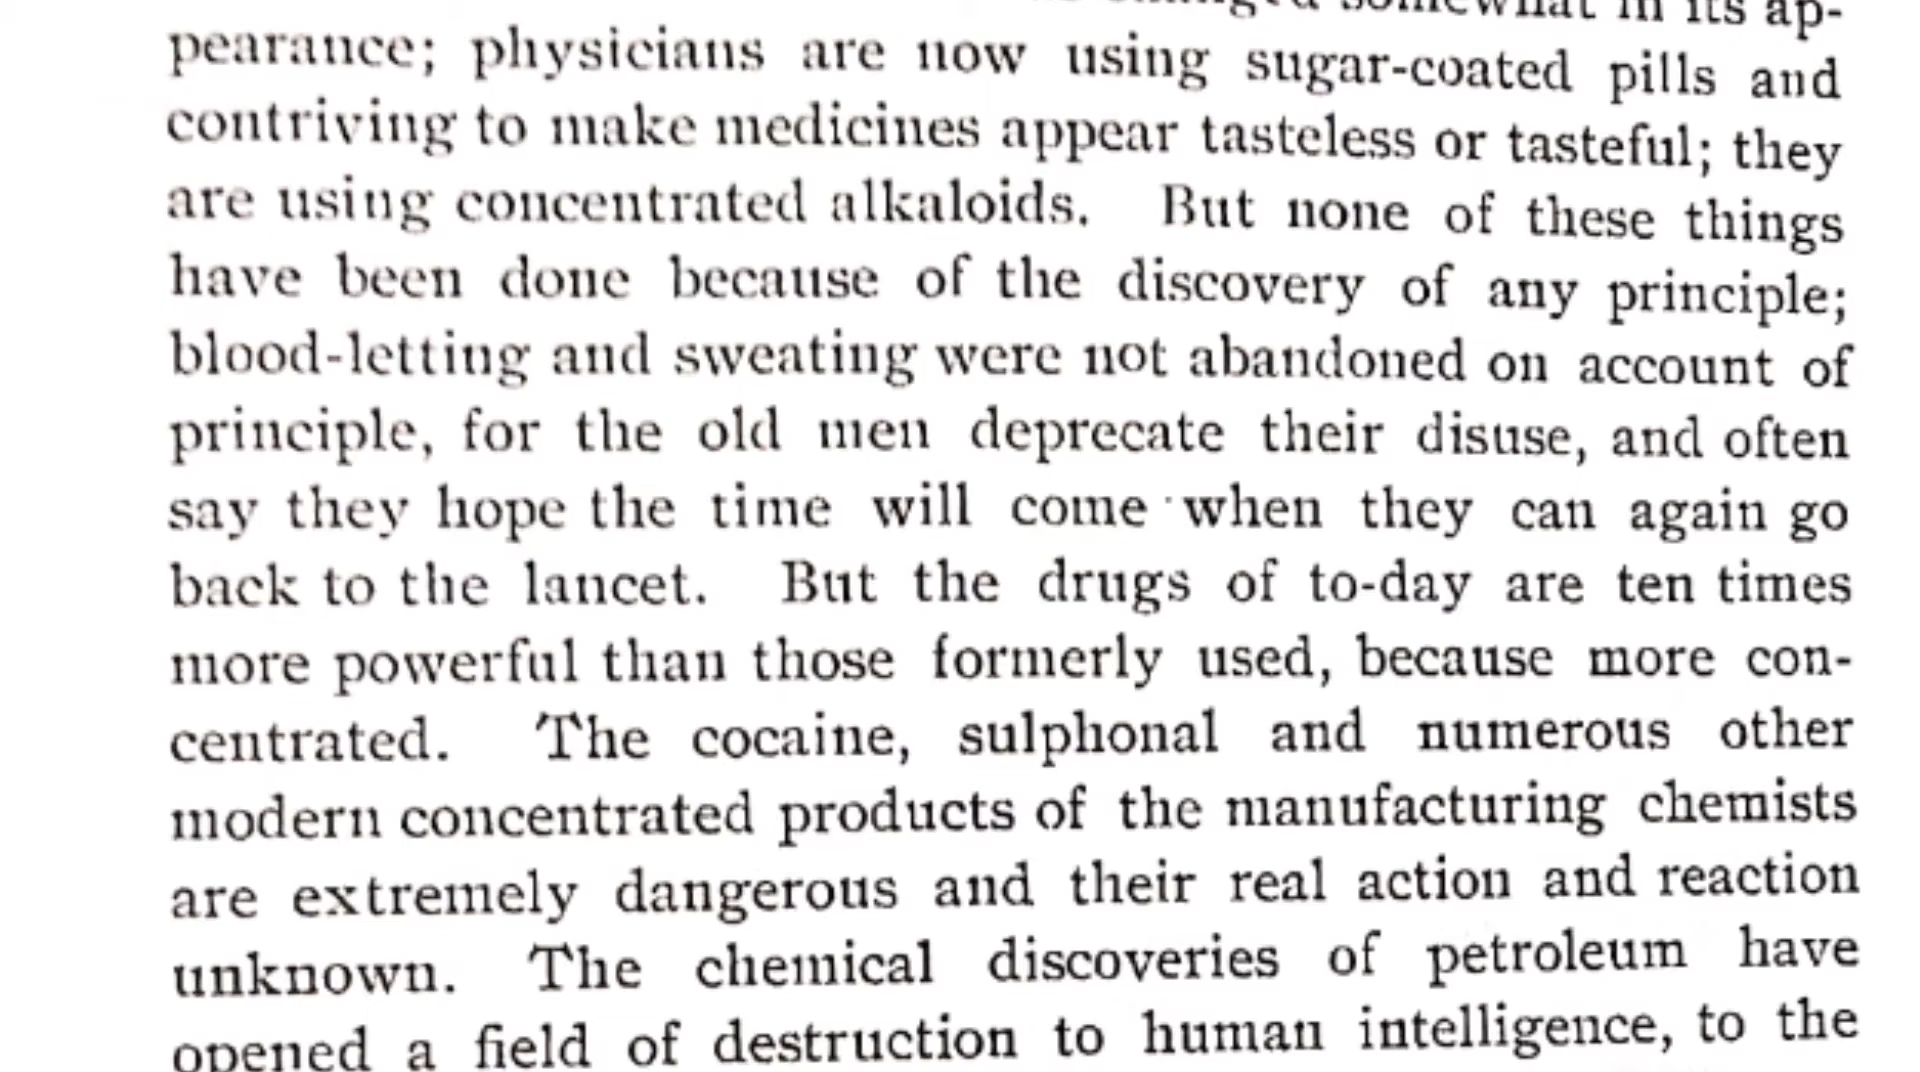 somewhat in its ap-
pearance; physicians are now using sugar-coated pills and
contriving to make medicines appear tasteless or tasteful; they
are using concentrated alkaloids. But none of these things
have been done because of the discovery of any principle;
blood-letting and sweating were not abandoned on account of
principle, for the old men deprecate their disuse, and often
say they hope the time will come when they can again go
back to the lancet. But the drugs of to-day are ten times
more powerful than those formerly used, because more con-
centrated. The cocaine, sulphonal and numerous other
modern concentrated products of the manufacturing chemists
are extremely dangerous and their real action and reaction
unknown. The chemical discoveries of petroleum have
opened a field of destruction to human intelligence, to the